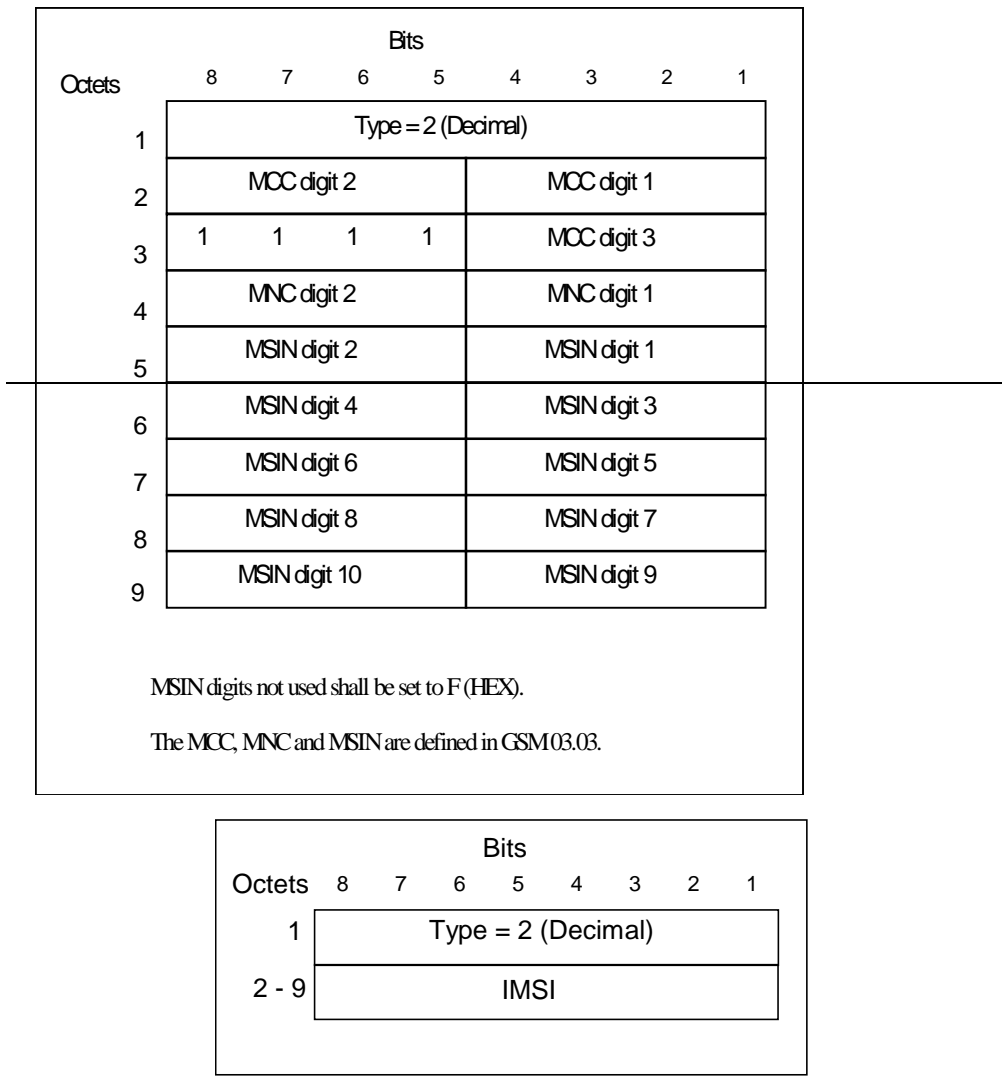 Bits
Octets 8 7 6 5 4 3 2 1
1 Type = 2 (Decimal)
2 MCC digit 2 MCC digit 1
3 1 1 1 1 MCC digit 3
4 MNC digit 2 MNC digit 1
5 MSIN digit 2 MSIN digit 1
6 MSIN digit 4 MSIN digit 3
7 MSIN digit 6 MSIN digit 5
8 MSIN digit 8 MSIN digit 7
9 MSIN digit 10 MSIN digit 9
MSIN digits not used shall be set to F (HEX).
The MCC, MNC and MSIN are defined in GSM 03.03.
Bits
Octets 8 7 6 5 4 3 2 1
1 Type = 2 (Decimal)
2 - 9 IMSI